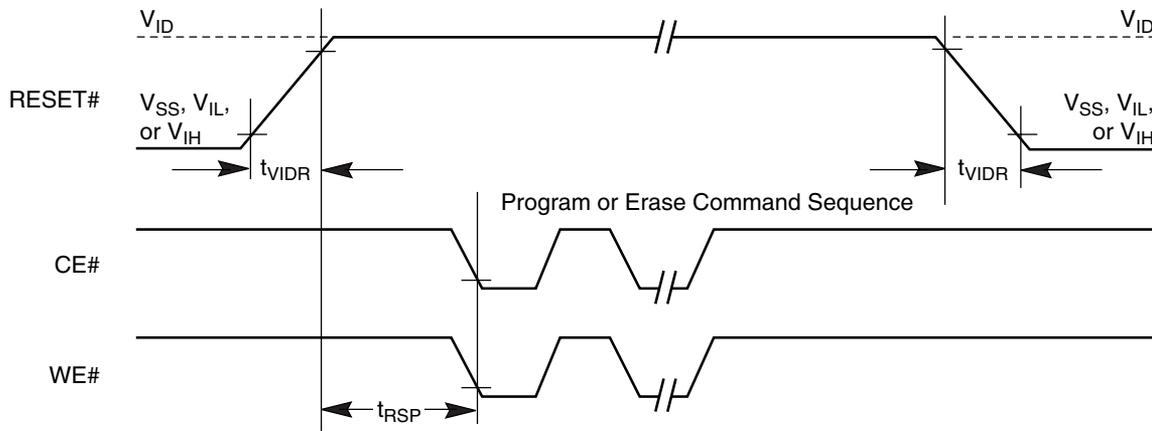 V_ID
V_ID
RESET#
V_SS, V_IL,
or V_IH
V_SS, V_IL,
or V_IH
t_VIDR
t_VIDR
Program or Erase Command Sequence
CE#
WE#
t_RSP